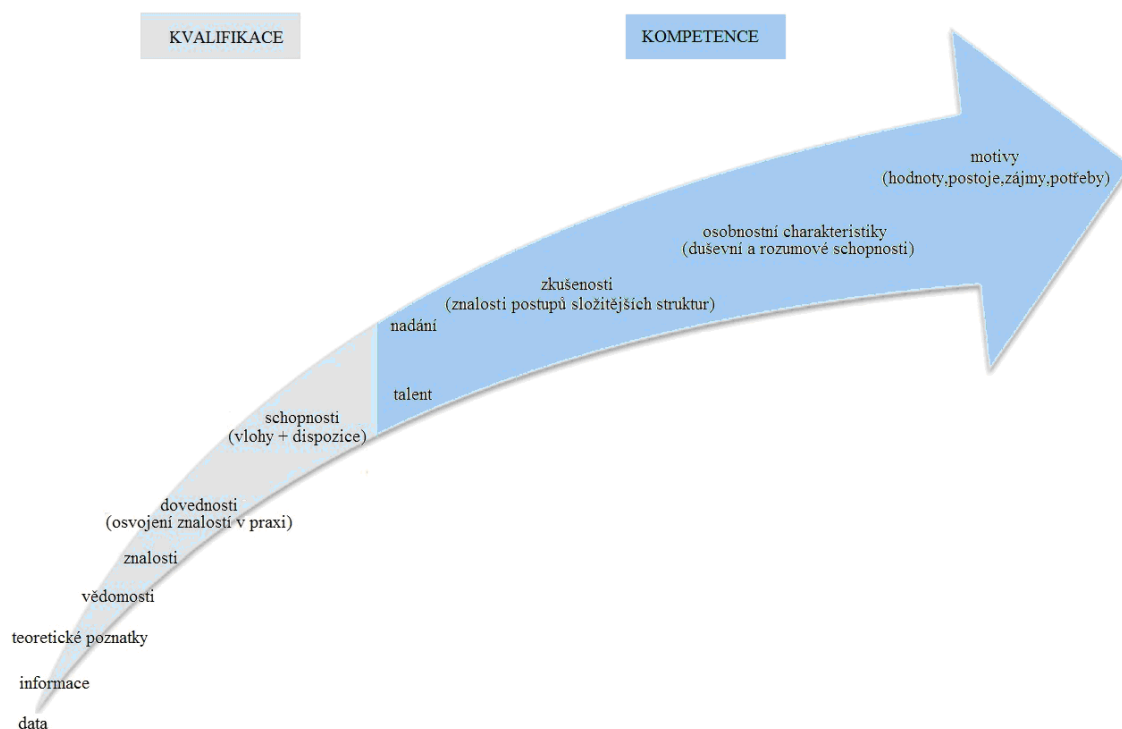 KVALIFIKACE
KOMPETENCE
motivy
(hodnoty,postoje,zájmy,potřeby)
osobnostní charakteristiky
(duševní a rozumové schopnosti)
zkušenosti
(znalosti postupů složitějších struktur)
nadání
talent
schopnosti
(vlohy + dispozice)
dovednosti
(osvojení znalostí v praxi)
znalosti
vědomosti
teoretické poznatky
informace
data